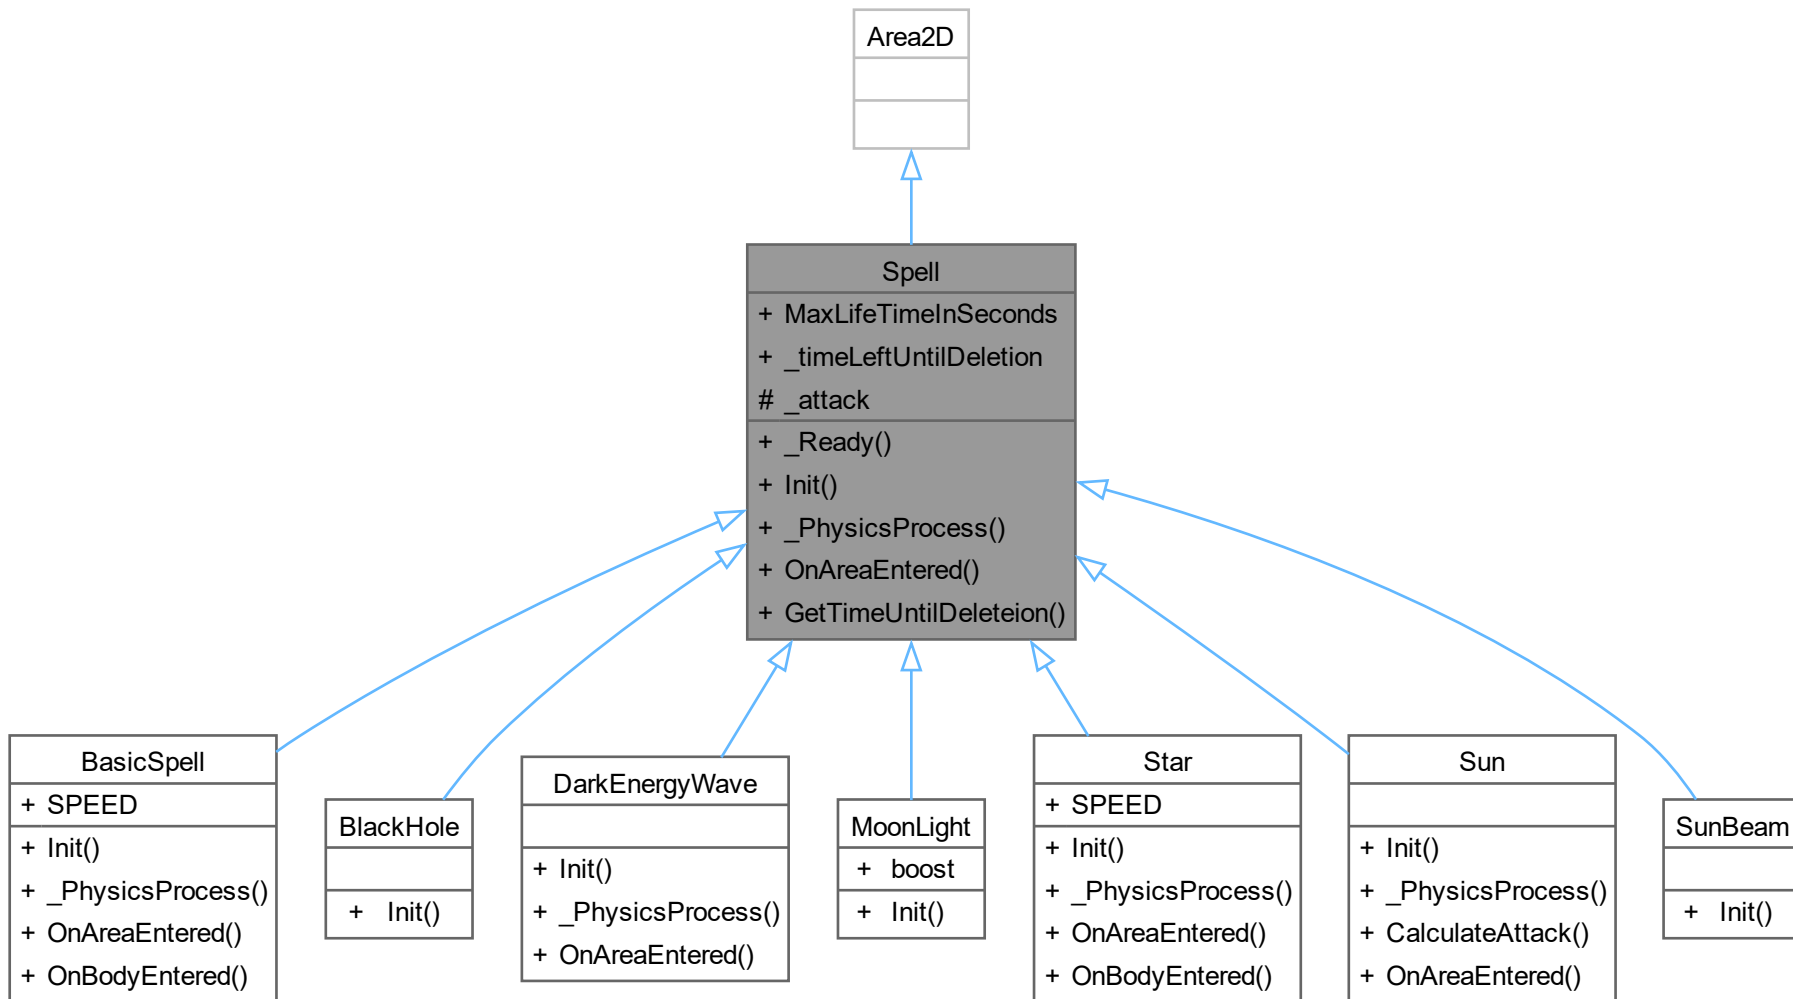 Area2D
Spell
+ MaxLifeTimeInSeconds
+ _timeLeftUntilDeletion
# _attack
+ _Ready()
+ Init()
+ _PhysicsProcess()
+ OnAreaEntered()
+ GetTimeUntilDeleteion()
BasicSpell
+ SPEED
+ Init()
+ _PhysicsProcess()
+ OnAreaEntered()
+ OnBodyEntered()
BlackHole
+ Init()
DarkEnergyWave
+ Init()
+ _PhysicsProcess()
+ OnAreaEntered()
MoonLight
+ boost
+ Init()
Star
+ SPEED
+ Init()
+ _PhysicsProcess()
+ OnAreaEntered()
+ OnBodyEntered()
Sun
+ Init()
+ _PhysicsProcess()
+ CalculateAttack()
+ OnAreaEntered()
SunBeam
+ Init()